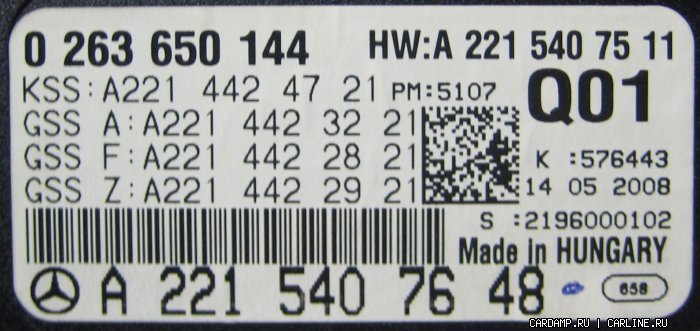 0 263 650 144 HW:A 221 540 75 11
KSS:A221 442 47 21 PM:5107 Q01
GSS A:A221 442 32 21
GSS F:A221 442 28 21 K :576443
GSS Z:A221 442 29 21 14 05 2008
S :2196000102
Made in HUNGARY
A 221 540 76 48 658
CARDAMP.RU | CARLINE.RU